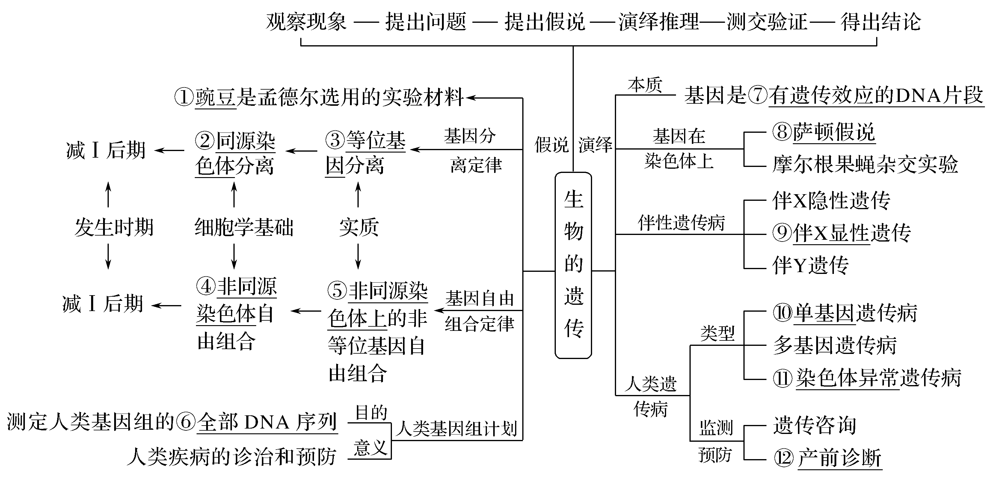 观察现象 — 提出问题 — 提出假说 — 演绎推理 — 测交验证 — 得出结论
假说 演绎
生物的遗传
①豌豆是孟德尔选用的实验材料
基因分
离定律
③等位基
因分离
②同源染
色体分离
减Ⅰ后期
发生时期
细胞学基础
实质
基因自由
组合定律
⑤非同源染
色体上的非
等位基因自
由组合
④非同源
染色体自
由组合
减Ⅰ后期
人类基因组计划
目的
测定人类基因组的⑥全部 DNA 序列
意义
人类疾病的诊治和预防
本质
基因是⑦有遗传效应的DNA片段
基因在
染色体上
⑧萨顿假说
摩尔根果蝇杂交实验
伴性遗传病
伴X隐性遗传
⑨伴X显性遗传
伴Y遗传
人类遗
传病
类型
⑩单基因遗传病
多基因遗传病
⑪染色体异常遗传病
监测
预防
遗传咨询
⑫产前诊断